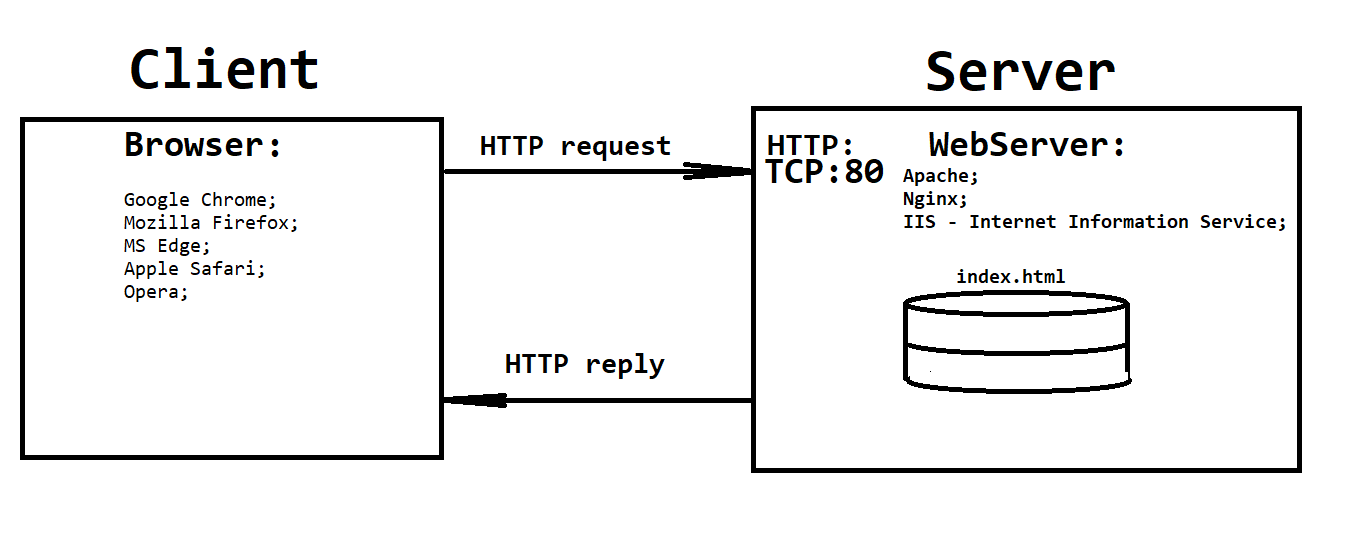 Client
Server
Browser:
Google Chrome;
Mozilla Firefox;
MS Edge;
Apple Safari;
Opera;
HTTP request
HTTP reply
HTTP:
TCP:80
WebServer:
Apache;
Nginx;
IIS - Internet Information Service;
index.html